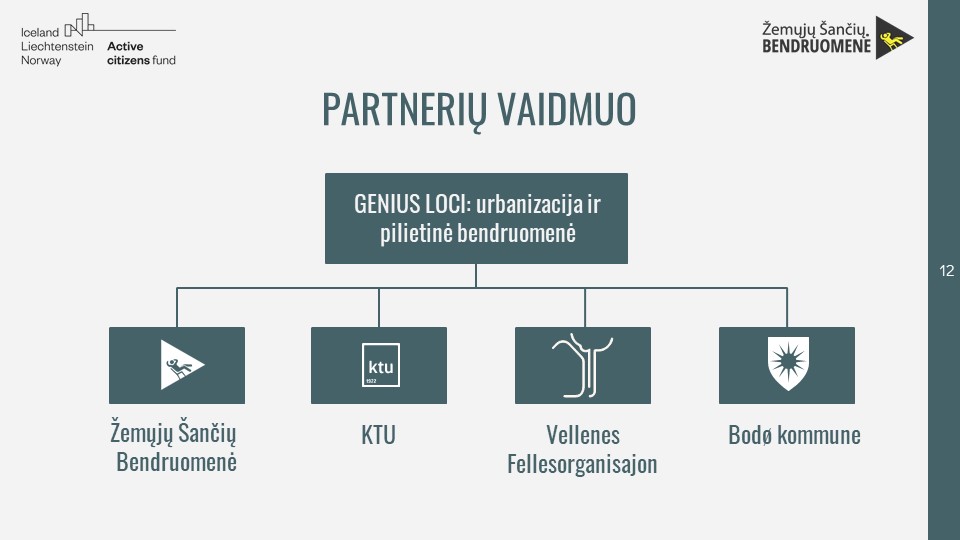 Iceland
Liechtenstein
Norway
Active
citizens fund
Žemųjų Šančių
BENDRUOMENĖ
PARTNERIŲ VAIDMUO
GENIUS LOCI: urbanizacija ir
pilietinė bendruomenė
12
ktu
1922
Žemųjų Šančių
Bendruomenė
KTU
Vellenes
Fellesorganisajon
Bodø kommune